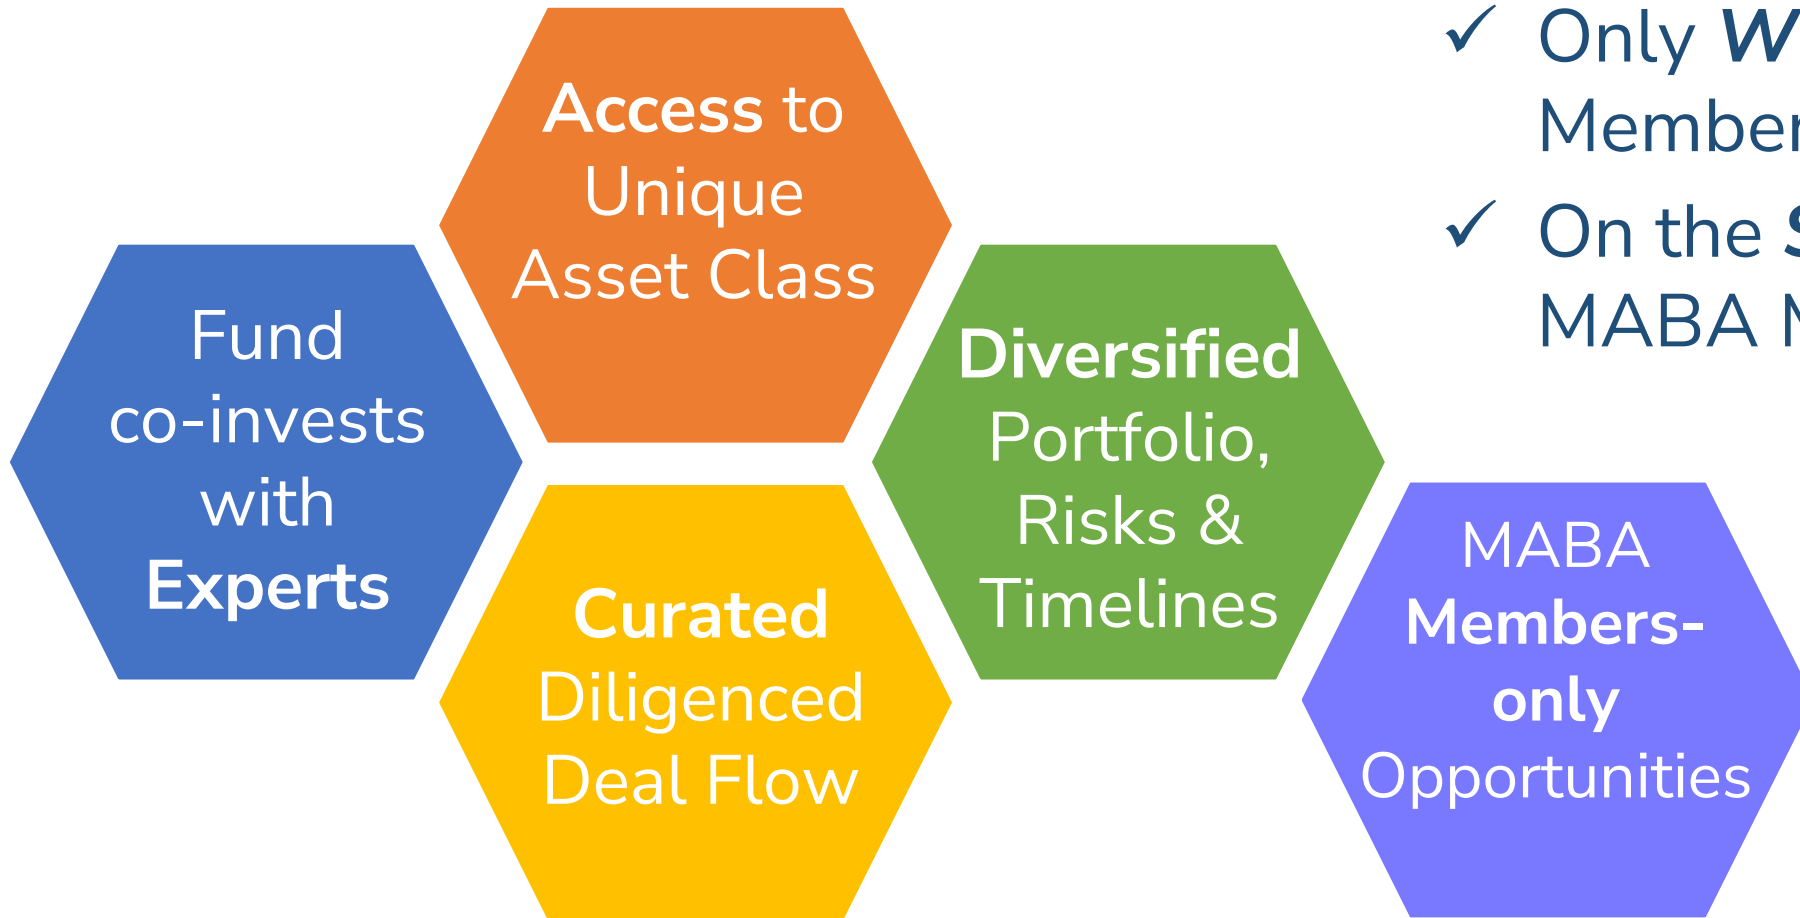 Access to
Unique
Asset Class
Fund
co-invests
with
Experts
Curated
Diligenced
Deal Flow
Diversified
Portfolio,
Risks &
Timelines
MABA
Members-
only
Opportunities
✓ Only
✓ On the
MABA